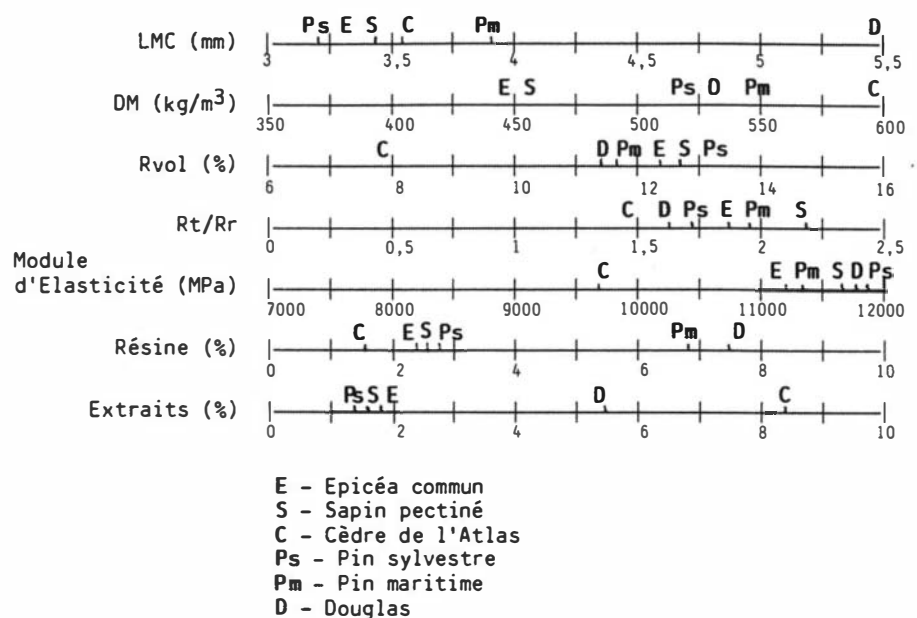 Ps E S C Pm D
LMC (mm)
3 3,5 4 4,5 5 5,5
E S Ps D Pm C
DM (kg/m³)
350 400 450 500 550 600
C D Pm E S Ps
Rvol (%)
6 8 10 12 14 16
C D Ps E Pm S
Rt/Rr
0 0,5 1 1,5 2 2,5
Module
d'Elasticité (MPa)
C E Pm S D Ps
7000 8000 9000 10000 11000 12000
C E S Ps Pm D
Résine (%)
0 2 4 6 8 10
Ps S E D C
Extraits (%)
0 2 4 6 8 10
E - Epicéa commun
S - Sapin pectiné
C - Cèdre de l'Atlas
Ps - Pin sylvestre
Pm - Pin maritime
D - Douglas